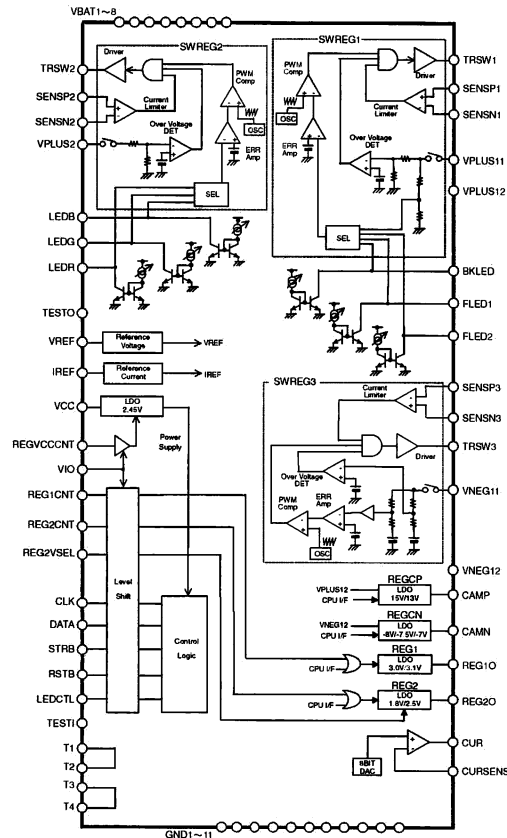 VBAT1~8
SWREG2
Driver
TRSW2
PWM
Comp
SENSP2
Current
Limiter
SENSN2
OSC
Over Voltage
DET
VPLUS2
ERR
Amp
SEL
LEDB
LEDG
LEDR
TESTO
VREF
Reference
Voltage
VREF
IREF
Reference
Current
IREF
VCC
LDO
2.45V
Power
Supply
REGVCCCNT
VIO
REG1CNT
REG2CNT
REG2VSEL
Level
Shift
CLK
DATA
STRB
RSTB
LEDCTL
Control
Logic
TESTI
T1
T2
T3
T4
GND1~11
SWREG1
TRSW1
Driver
PWM
Comp
SENSP1
Current
Limiter
SENSN1
OSC
Over Voltage
DET
ERR
Amp
VPLUS11
VPLUS12
SEL
BKLED
FLED1
FLED2
SWREG3
Current
Limiter
SENSP3
SENSN3
TRSW3
Driver
Over Voltage
DET
PWM
Comp
ERR
Amp
VNEG11
OSC
VNEG12
REGCP
VPLUS12
CPU I/F
LDO
15V/13V
CAMP
REGCN
VNEG12
CPU I/F
LDO
-8V/-7.5V/-7V
CAMN
REG1
CPU I/F
LDO
3.0V/3.1V
REG1O
REG2
CPU I/F
LDO
1.8V/2.5V
REG2O
CUR
8BIT
DAC
CURSENS